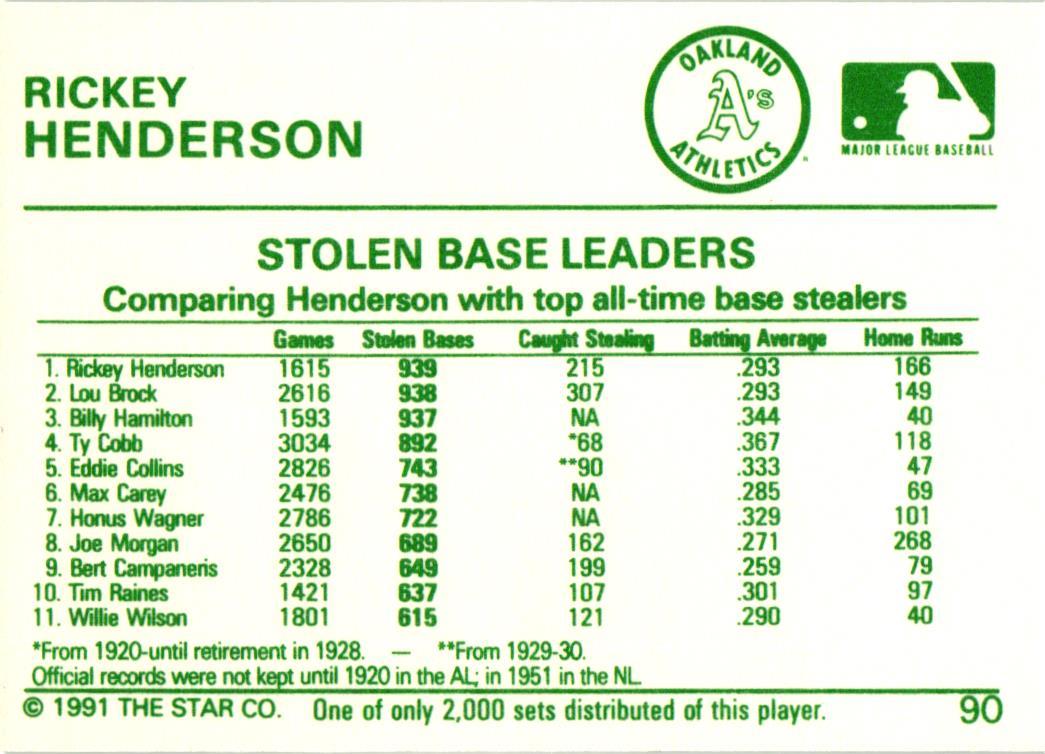 RICKEY
HENDERSON
OAKLAND
A's
ATHLETICS
MAJOR LEAGUE BASEBALL
STOLEN BASE LEADERS
Comparing Henderson with top all-time base stealers
Games Stolen Bases Caught Stealing Batting Average Home Runs
1. Rickey Henderson 1615 939 215 .293 166
2. Lou Brock 2616 938 307 .293 149
3. Billy Hamilton 1593 937 NA .344 40
4. Ty Cobb 3034 892 *68 .367 118
5. Eddie Collins 2826 743 **90 .333 47
6. Max Carey 2476 738 NA .285 69
7. Honus Wagner 2786 722 NA .329 101
8. Joe Morgan 2650 689 162 .271 268
9. Bert Campaneris 2328 649 199 .259 79
10. Tim Raines 1421 637 107 .301 97
11. Willie Wilson 1801 615 121 .290 40
*From 1920-until retirement in 1928. — **From 1929-30.
Official records were not kept until 1920 in the AL; in 1951 in the NL.
© 1991 THE STAR CO. One of only 2,000 sets distributed of this player. 90